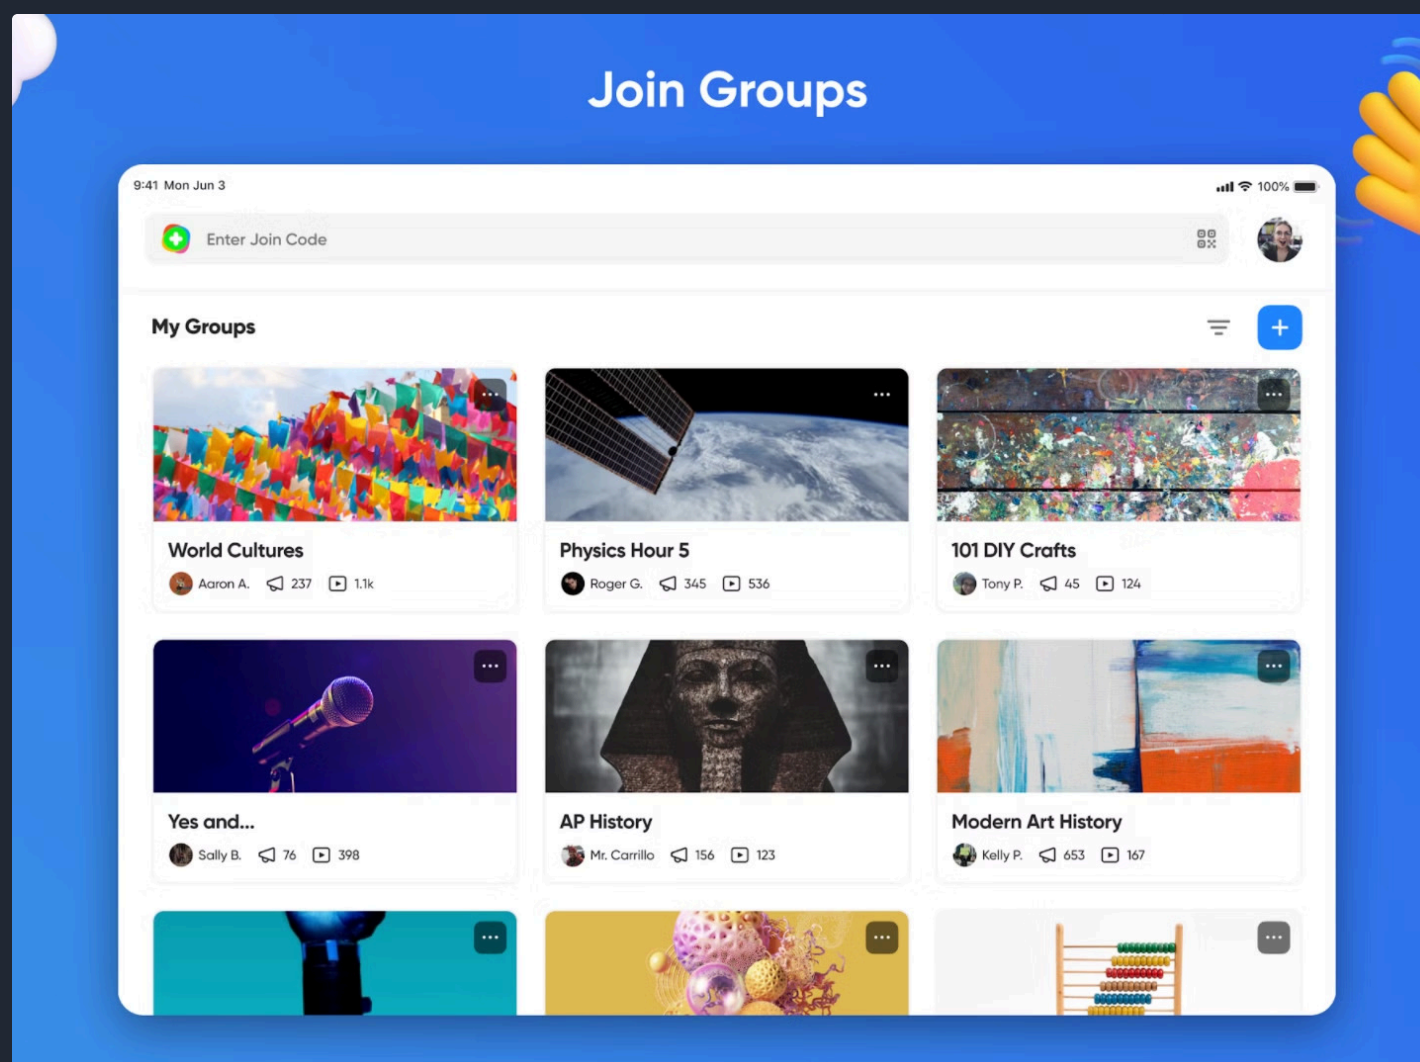 Join Groups
9:41 Mon Jun 3 100%
Enter Join Code
My Groups
World Cultures
Aaron A. 237 1.1k
Physics Hour 5
Roger G. 345 536
101 DIY Crafts
Tony P. 45 124
Yes and...
Sally B. 76 398
AP History
Mr. Carrillo 156 123
Modern Art History
Kelly P. 653 167